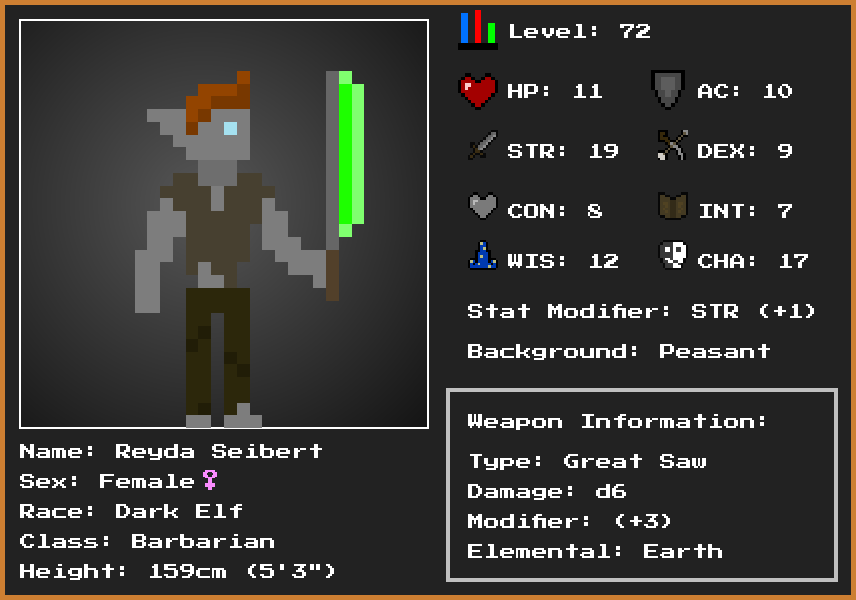 Level: 72
HP: 11
AC: 10
STR: 19
DEX: 9
CON: 8
INT: 7
WIS: 12
CHA: 17
Stat Modifier: STR (+1)
Background: Peasant
Weapon Information:
Type: Great Saw
Damage: d6
Modifier: (+3)
Elemental: Earth
Name: Reyda Seibert
Sex: Female♀
Race: Dark Elf
Class: Barbarian
Height: 159cm (5'3")